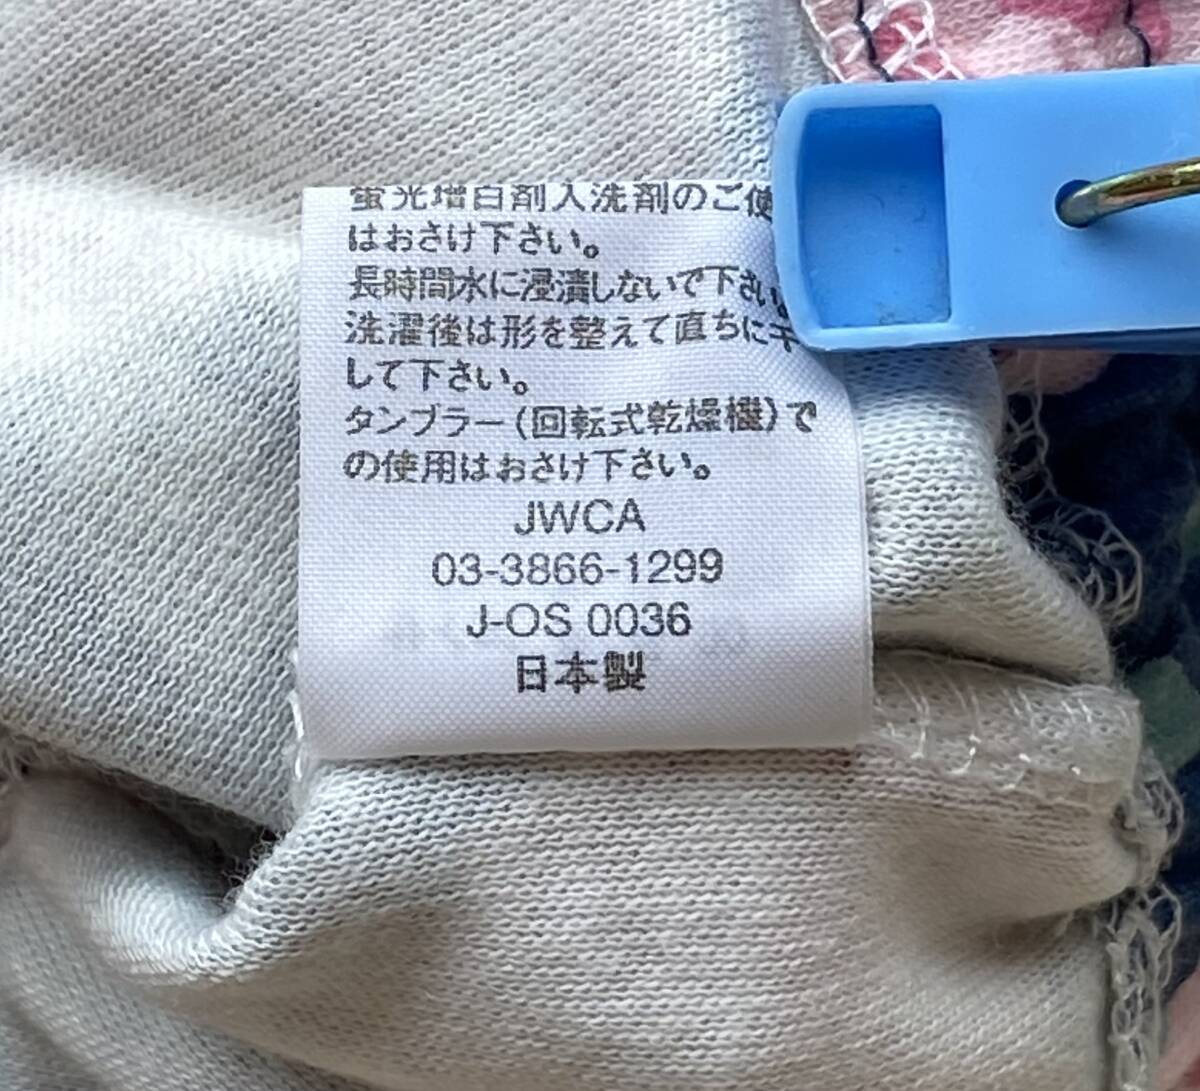 蛍光増白剤入洗剤のご使
はおさけ下さい。
長時間水に浸漬しないで下さい。
洗濯後は形を整えて直ちに干
して下さい。
タンブラー(回転式乾燥機)で
の使用はおさけ下さい。
JWCA
03-3866-1299
J-OS 0036
日本製